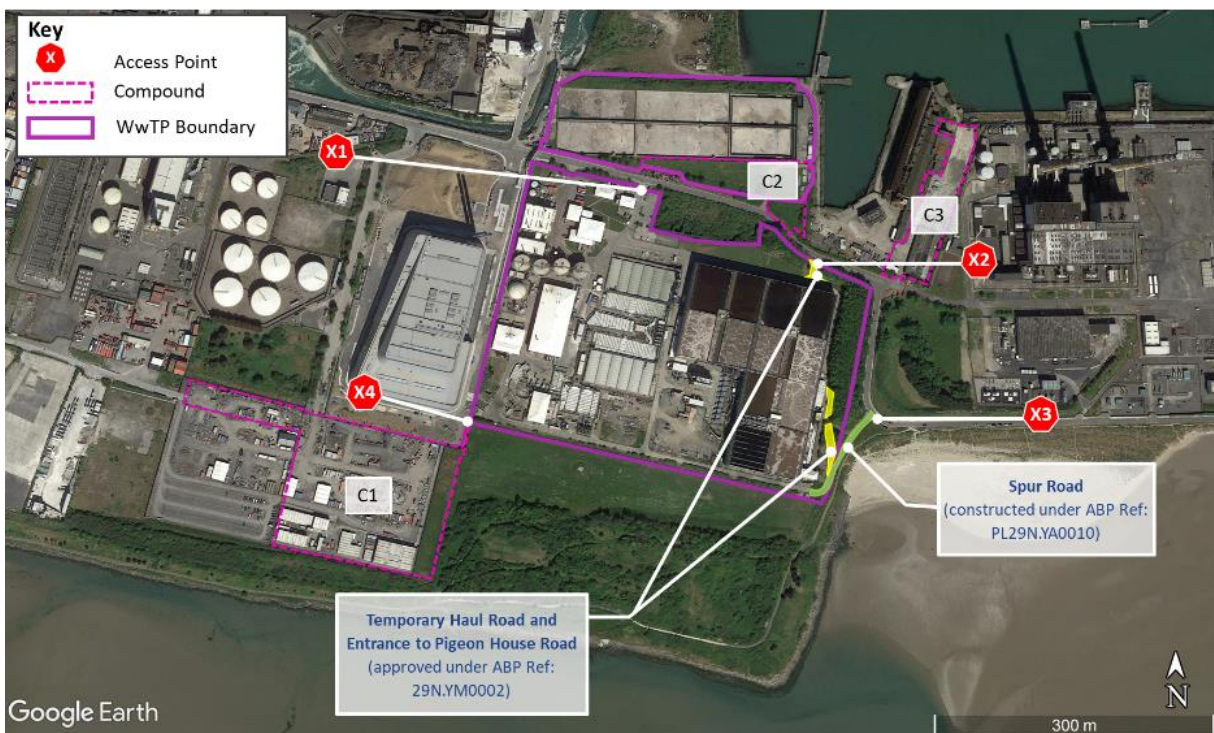 Key
X
Access Point
Compound
WwTP Boundary
X1
C2
C3
X2
X4
X3
C1
Spur Road
(constructed under ABP Ref:
PL29N.YA0010)
Temporary Haul Road and
Entrance to Pigeon House Road
(approved under ABP Ref:
29N.YM0002)
N
Google Earth
300 m